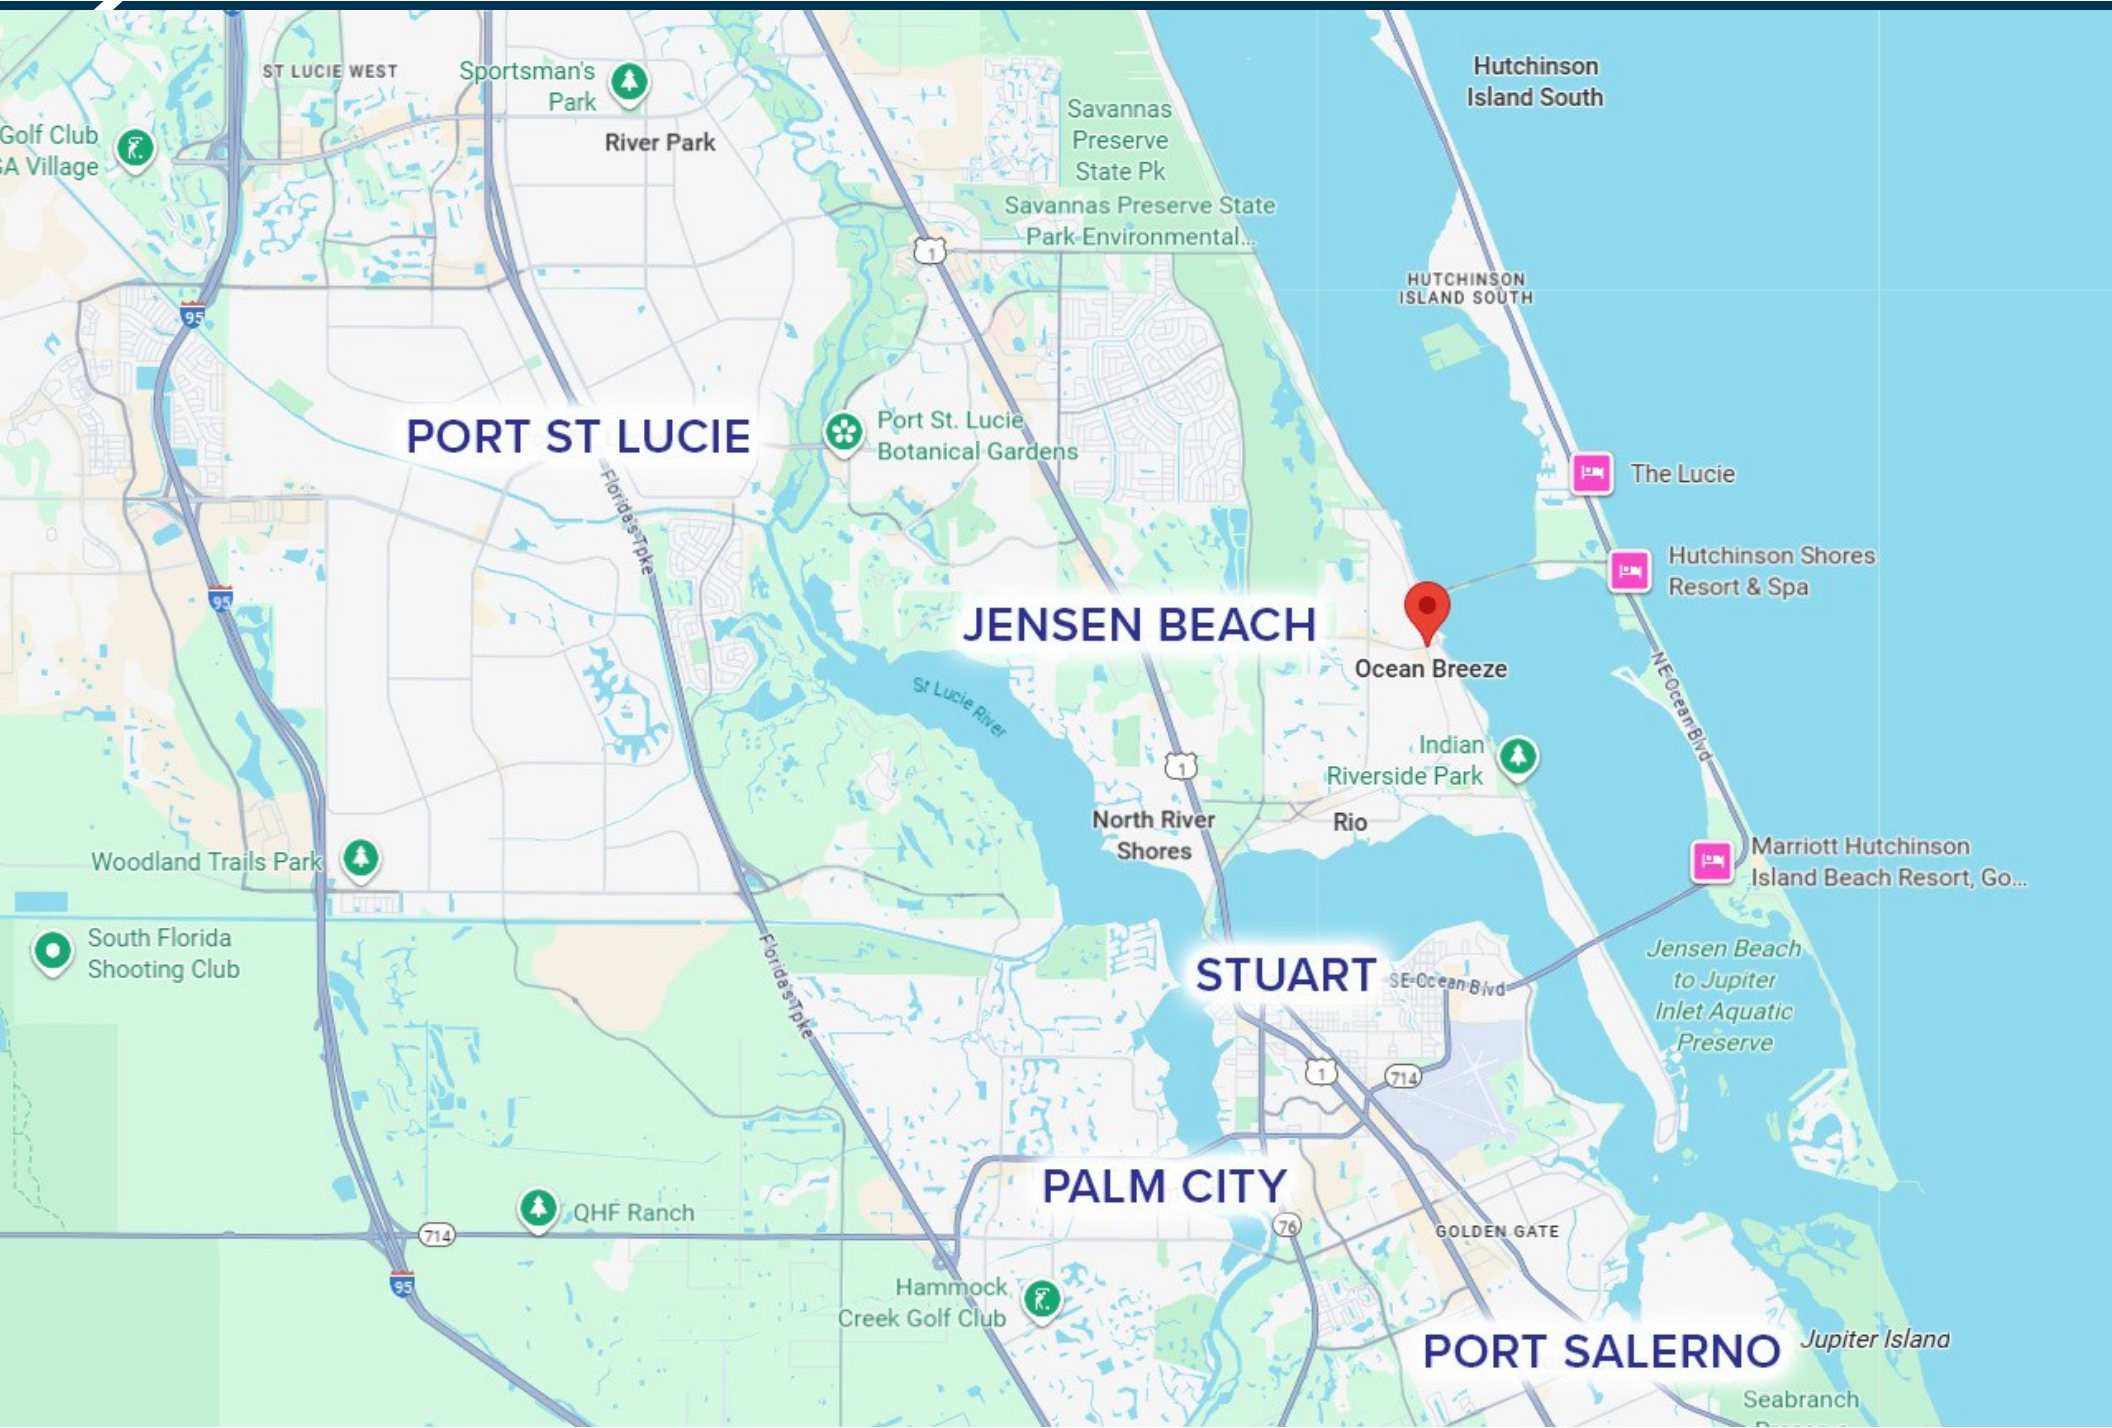 ST LUCIE WEST
Sportsman's
Park
River Park
Golf Club
GA Village
Hutchinson
Island South
Savannas
Preserve
State Pk
Savannas Preserve State
Park Environmental...
1
HUTCHINSON
ISLAND SOUTH
95
PORT ST LUCIE
Port St. Lucie
Botanical Gardens
The Lucie
Florida's Tpke
Hutchinson Shores
Resort & Spa
95
JENSEN BEACH
Ocean Breeze
St Lucie River
NE Ocean Blvd
Indian
Riverside Park
1
North River
Shores
Rio
Marriott Hutchinson
Island Beach Resort, Go...
Woodland Trails Park
South Florida
Shooting Club
Florida's Tpke
STUART
SE Ocean Blvd
Jensen Beach
to Jupiter
Inlet Aquatic
Preserve
1
714
PALM CITY
QHF Ranch
714
76
GOLDEN GATE
95
Hammock
Creek Golf Club
PORT SALERNO
Jupiter Island
Seabranch